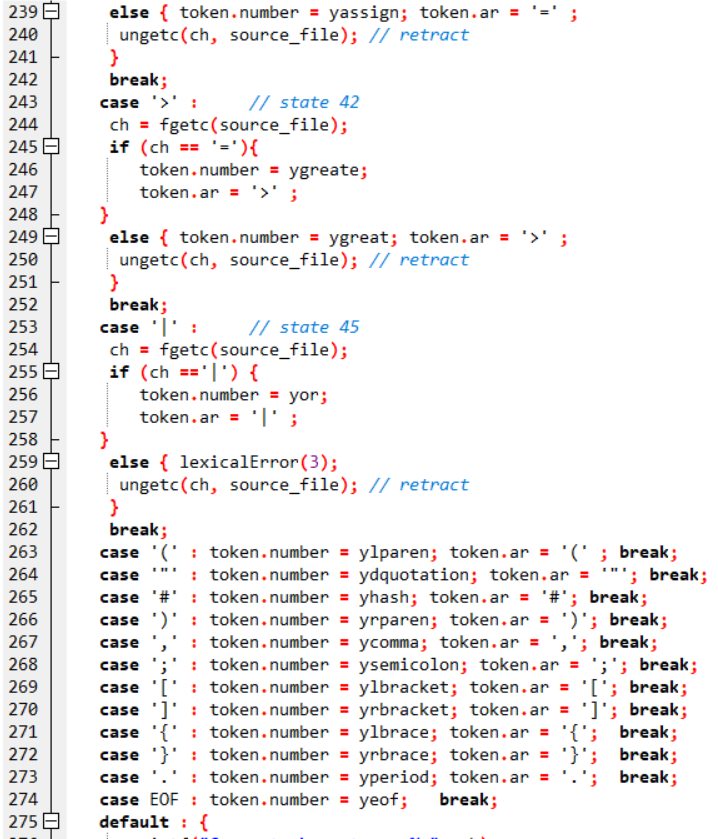 239 else { token.number = yassign; token.ar = '=' ;
240 ungetc(ch, source_file); // retract
241 }
242 break;
243 case '>' : // state 42
244 ch = fgetc(source_file);
245 if (ch == '='){
246 token.number = ygreate;
247 token.ar = '>' ;
248 }
249 else { token.number = ygreat; token.ar = '>' ;
250 ungetc(ch, source_file); // retract
251 }
252 break;
253 case '|' : // state 45
254 ch = fgetc(source_file);
255 if (ch =='|') {
256 token.number = yor;
257 token.ar = '|' ;
258 }
259 else { lexicalError(3);
260 ungetc(ch, source_file); // retract
261 }
262 break;
263 case '(' : token.number = ylparen; token.ar = '(' ; break;
264 case '"' : token.number = ydquotation; token.ar = '"'; break;
265 case '#' : token.number = yhash; token.ar = '#'; break;
266 case ')' : token.number = yrparen; token.ar = ')'; break;
267 case ',' : token.number = ycomma; token.ar = ','; break;
268 case ';' : token.number = ysemicolon; token.ar = ';'; break;
269 case '[' : token.number = ylbracket; token.ar = '['; break;
270 case ']' : token.number = yrbracket; token.ar = ']'; break;
271 case '{' : token.number = ylbrace; token.ar = '{'; break;
272 case '}' : token.number = yrbrace; token.ar = '}'; break;
273 case '.' : token.number = yperiod; token.ar = '.'; break;
274 case EOF : token.number = yeof; break;
275 default : {